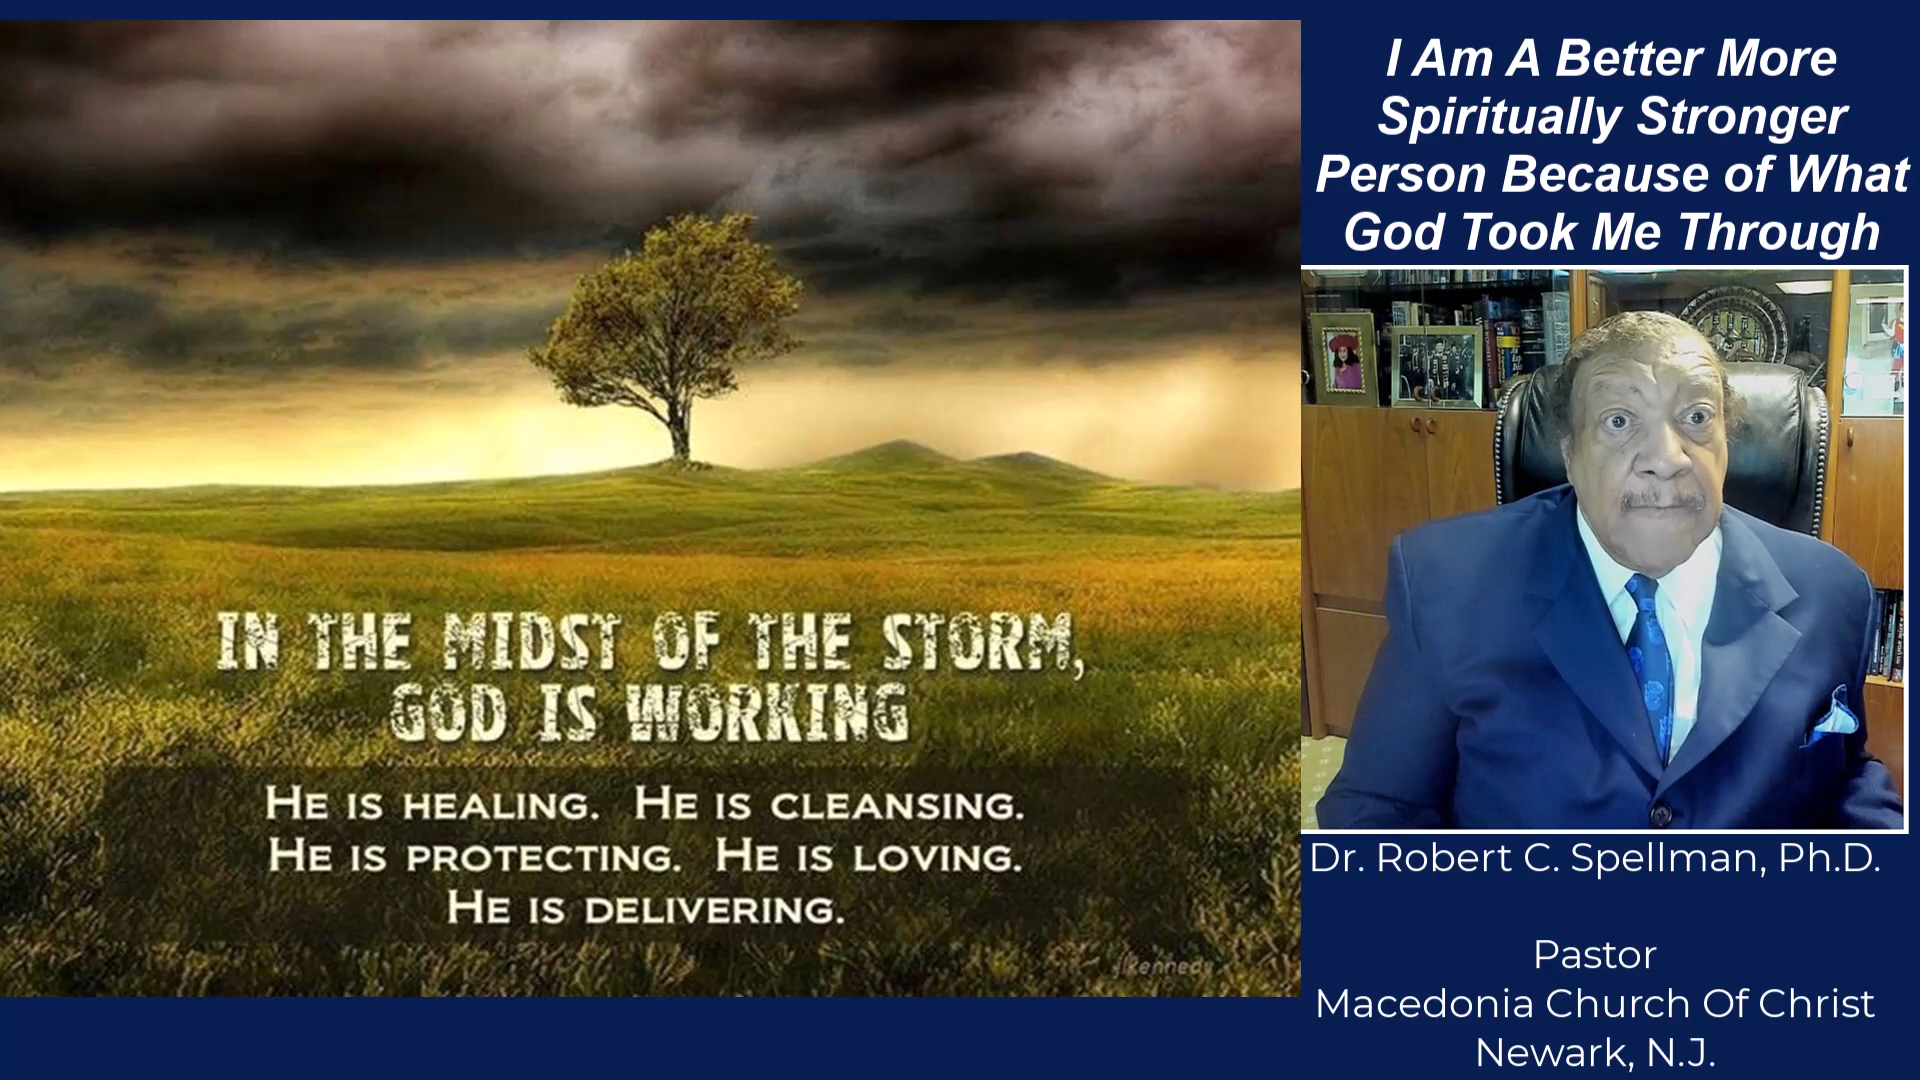 I Am A Better More
Spiritually Stronger
Person Because of What
God Took Me Through
IN THE MIDST OF THE STORM,
GOD IS WORKING
HE IS HEALING. HE IS CLEANSING.
HE IS PROTECTING. HE IS LOVING.
HE IS DELIVERING.
Dr. Robert C. Spellman, Ph.D.
Pastor
Macedonia Church Of Christ
Newark, N.J.